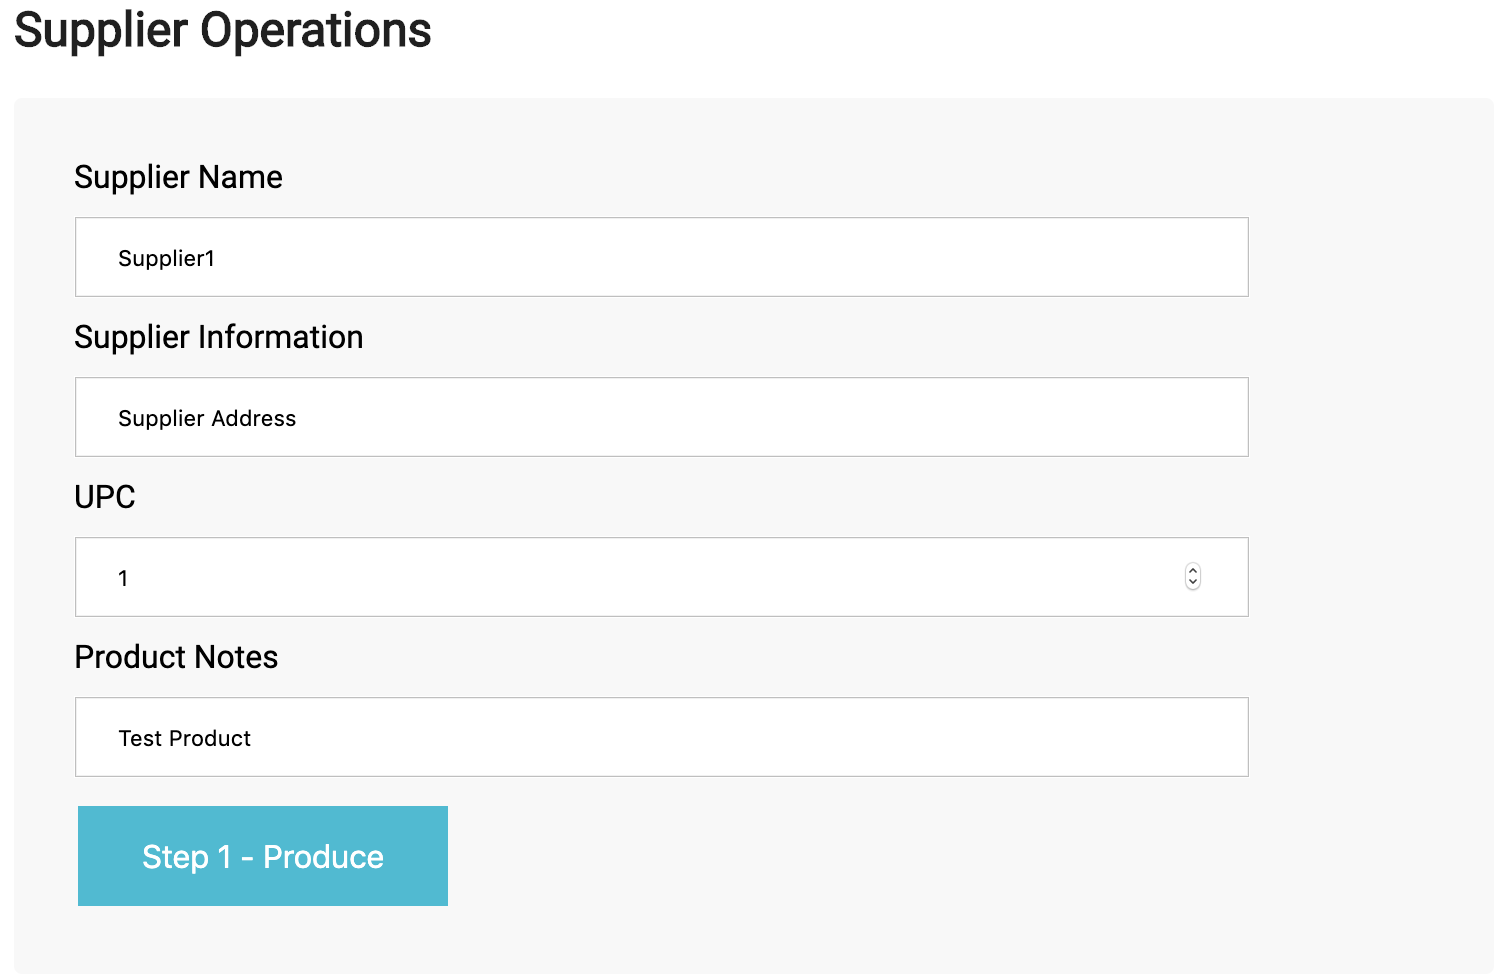 Supplier Operations
Supplier Name
Supplier1
Supplier Information
Supplier Address
UPC
1
Product Notes
Test Product
Step 1 - Produce